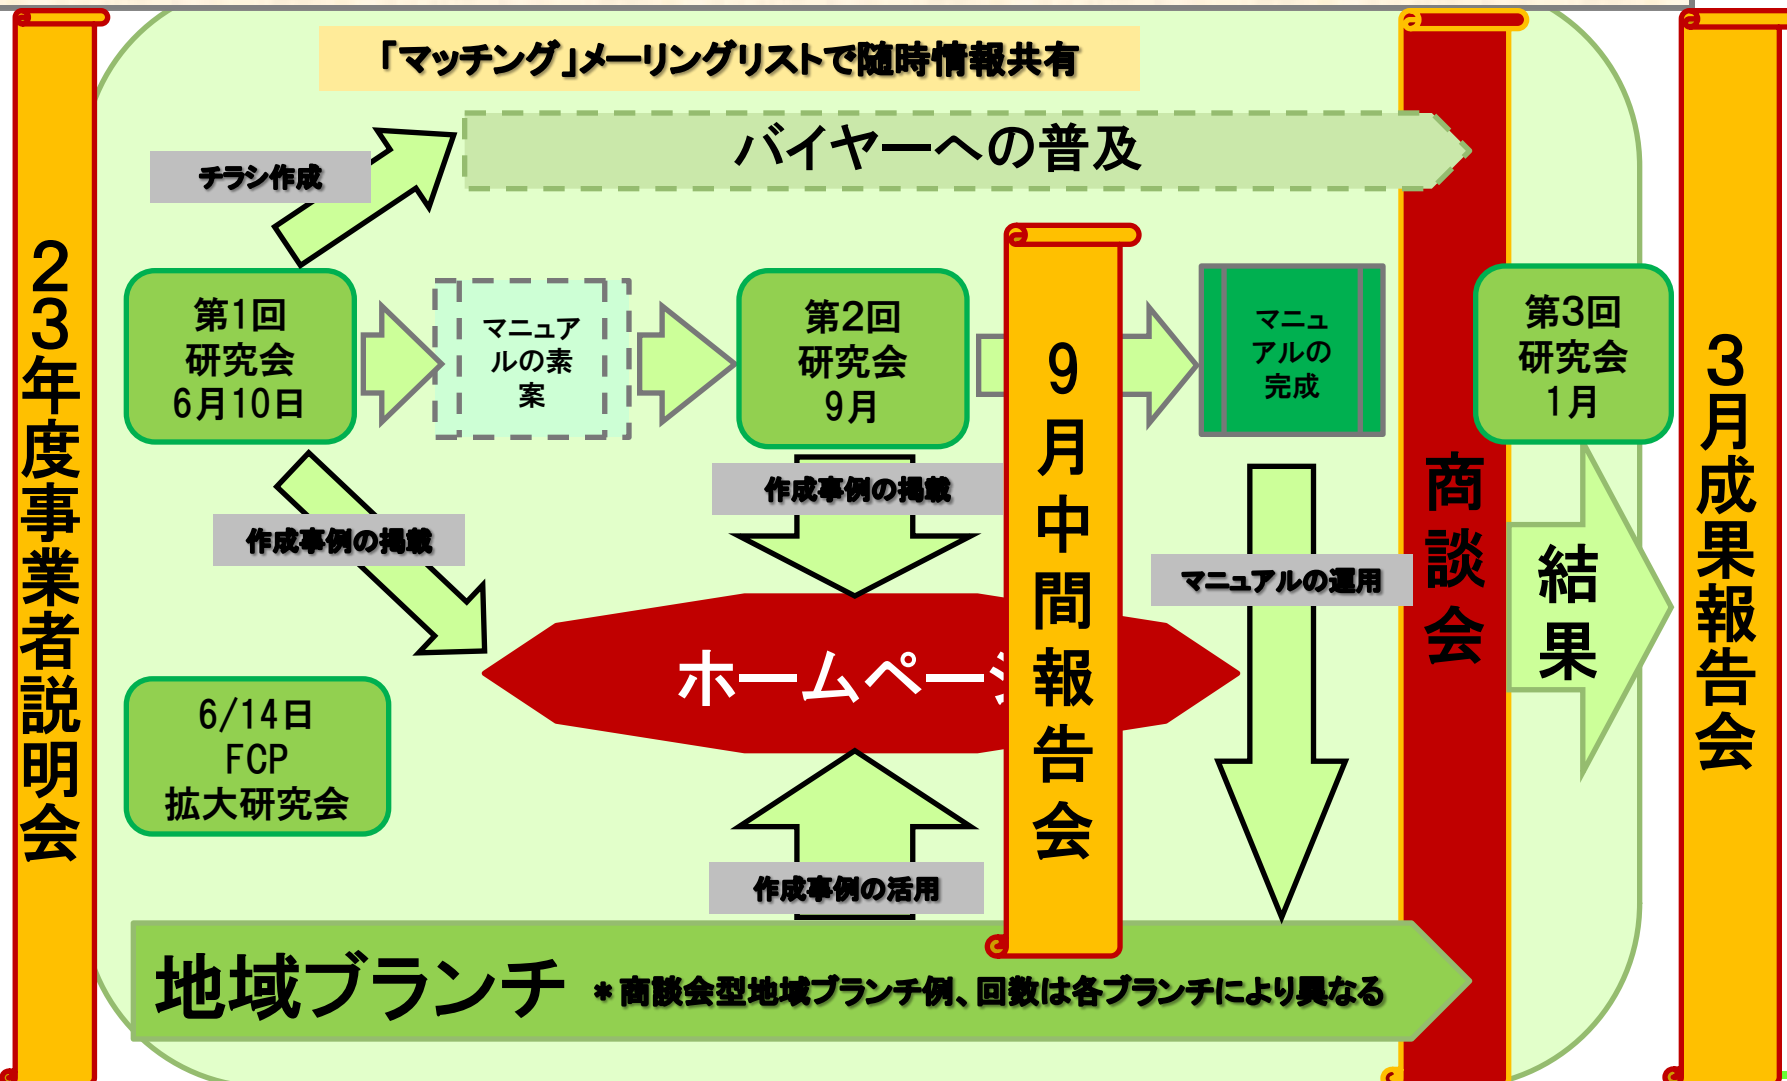 「マッチング」メーリングリストで随時情報共有
バイヤーへの普及
チラシ作成
23年度事業者説明会
第1回
研究会
6月10日
マニュア
ルの素
案
第2回
研究会
9月
9月中間報告会
マニュ
アルの
完成
商談会
第3回
研究会
1月
3月成果報告会
作成事例の掲載
作成事例の掲載
マニュアルの運用
結果
ホームページ
6/14日
FCP
拡大研究会
作成事例の活用
地域ブランチ
＊商談会型地域ブランチ例、回数は各ブランチにより異なる